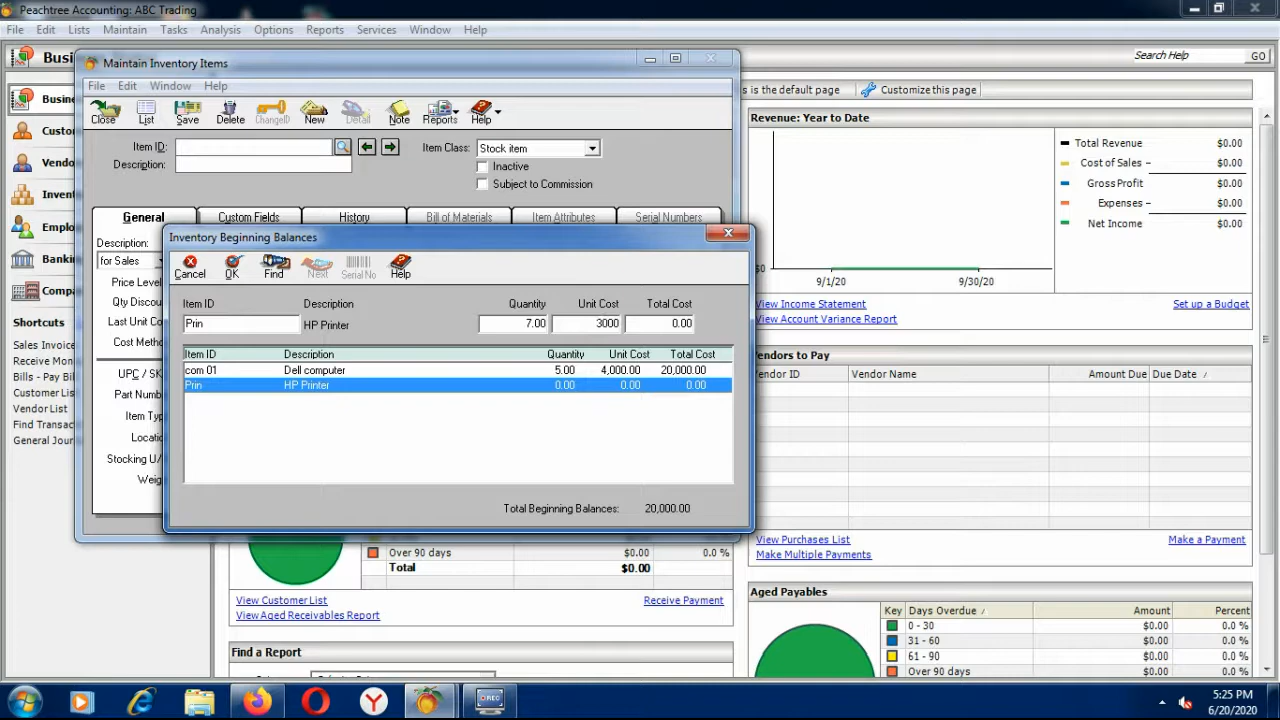 Peachtree Accounting: ABC Trading
File Edit Lists Maintain Tasks Analysis Options Reports Services Window Help
Busi
Search Help GO
Maintain Inventory Items
File Edit Window Help
s is the default page Customize this page
Close List Save Delete ChangeID New Detail Note Reports Help
Item ID:
Description:
Item Class: Stock item
Inactive
Subject to Commission
Busine
Custo
Vendo
Invent
Emplo
Banki
Compa
Shortcuts
Sales Invoice
Receive Mon
Bills - Pay Bil
Customer List
Vendor List
Find Transac
General Jour
General Custom Fields History Bill of Materials Item Attributes Serial Numbers
Description:
for Sales
Price Level
Qty Discou
Last Unit Co
Cost Meth
UPC / SK
Part Numb
Item Typ
Locatio
Stocking U/
Weig
Inventory Beginning Balances
Cancel OK Find Next Serial No Help
Item ID Description Quantity Unit Cost Total Cost
Prin HP Printer 7.00 3000 0.00
Item ID Description Quantity Unit Cost Total Cost
com 01 Dell computer 5.00 4,000.00 20,000.00
Prin HP Printer 0.00 0.00 0.00
Total Beginning Balances: 20,000.00
Revenue: Year to Date
Total Revenue $0.00
Cost of Sales - $0.00
Gross Profit $0.00
Expenses - $0.00
Net Income $0.00
$0
9/1/20 9/30/20
View Income Statement Set up a Budget
View Account Variance Report
Vendors to Pay
Vendor ID Vendor Name Amount Due Due Date /
View Purchases List Make a Payment
Make Multiple Payments
Over 90 days $0.00 0.0 %
Total $0.00
View Customer List Receive Payment
View Aged Receivables Report
Find a Report
Aged Payables
Key Days Overdue / Amount Percent
0 - 30 $0.00 0.0 %
31 - 60 $0.00 0.0 %
61 - 90 $0.00 0.0 %
Over 90 days $0.00 0.0 %
REC
5:25 PM
6/20/2020